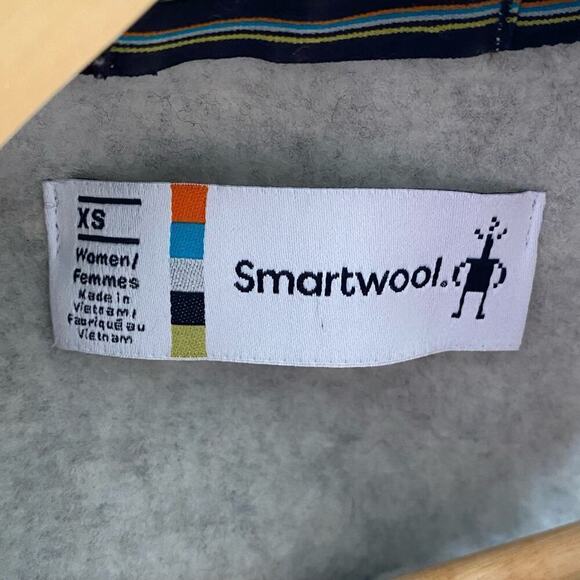 XS
Women/
Femmes
Made in
Vietnam/
Fabriqué au
Vietnam
Smartwool®